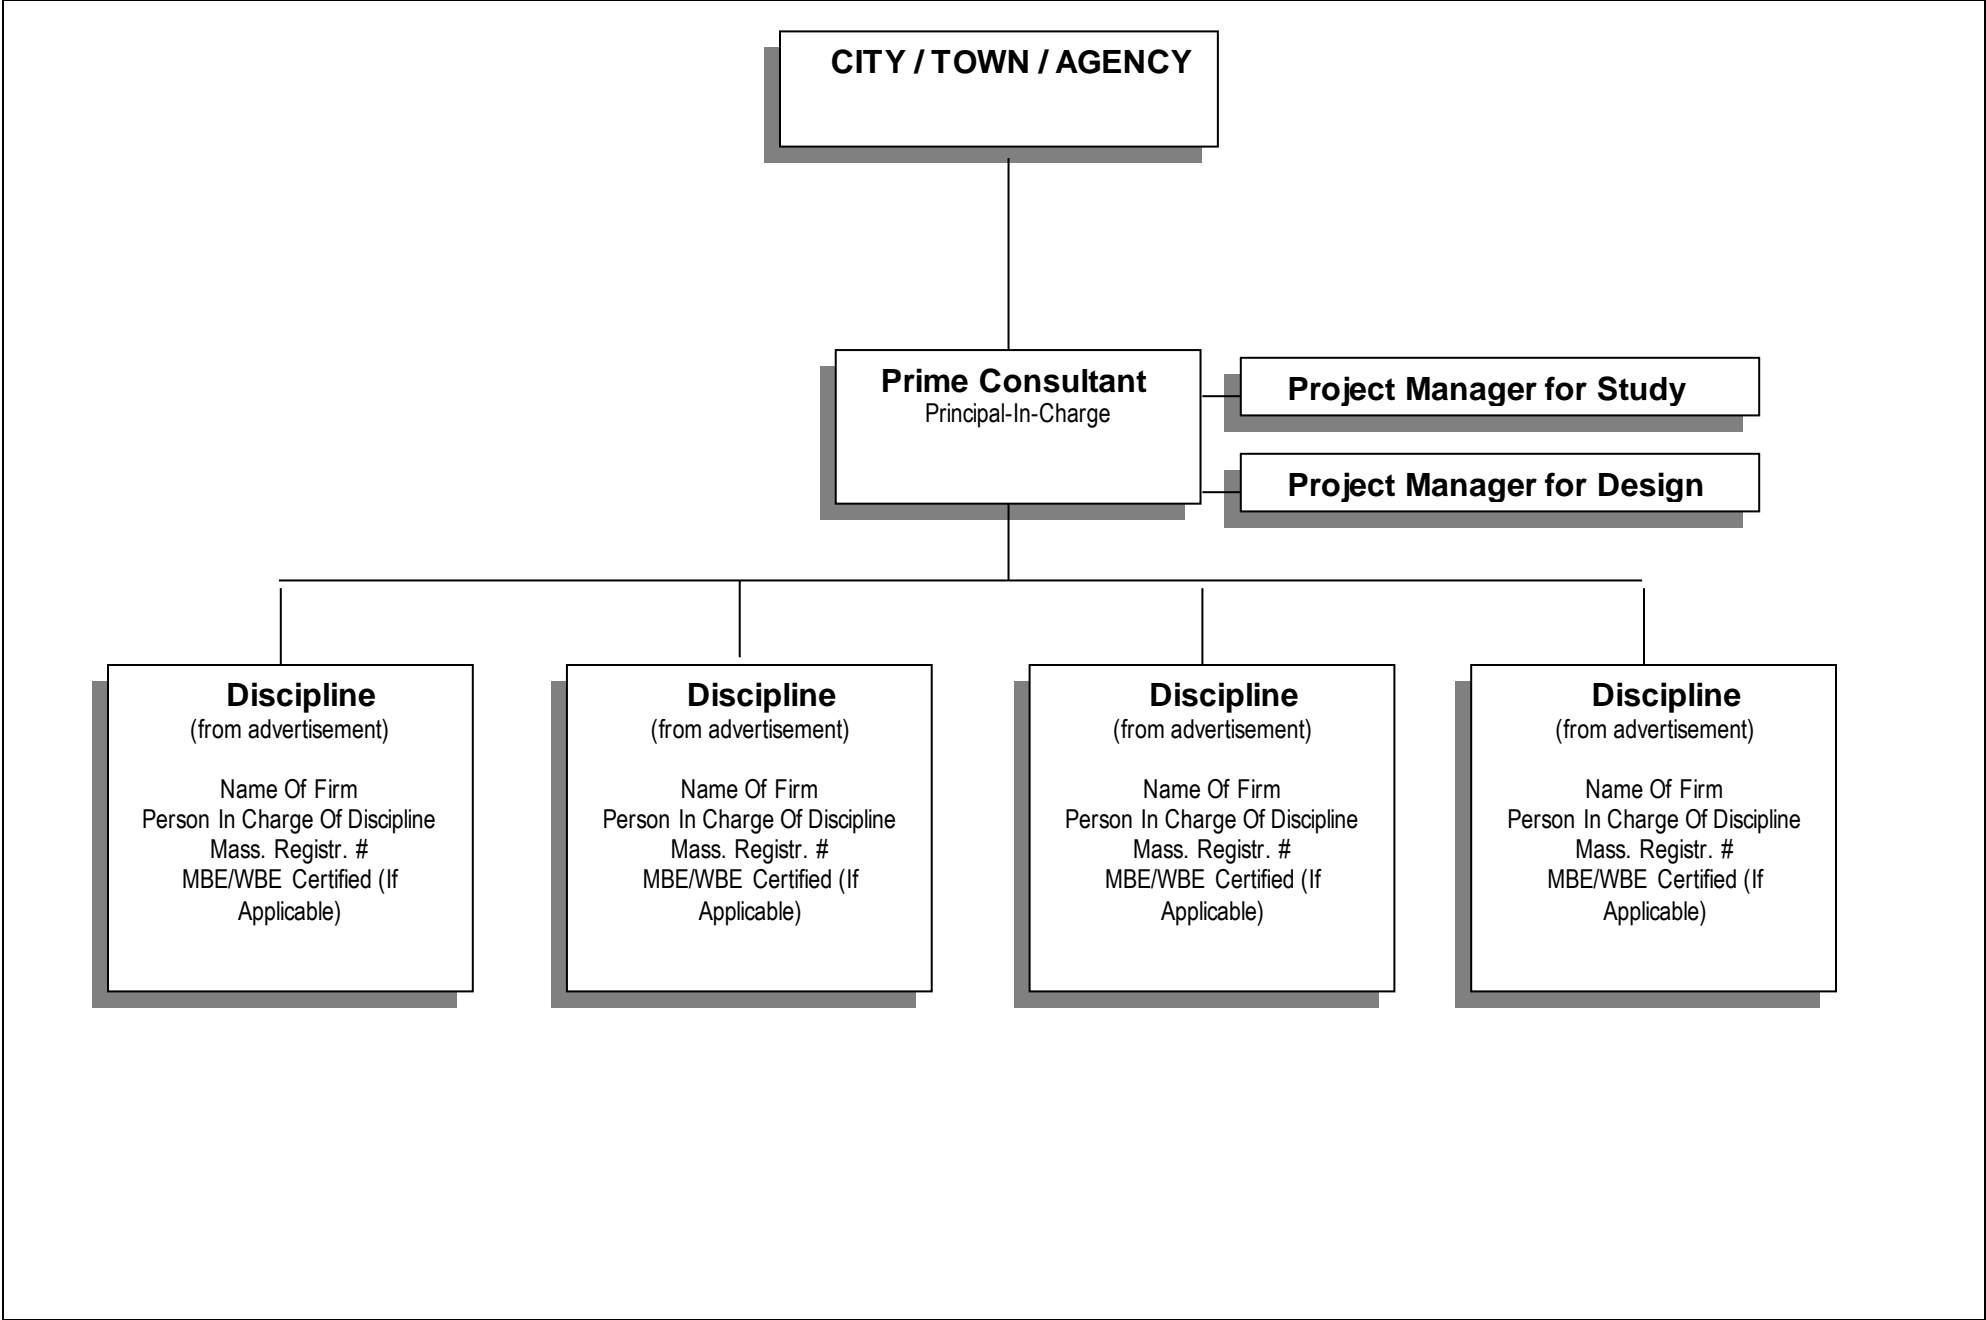 CITY / TOWN / AGENCY
Prime Consultant
Principal-In-Charge
Project Manager for Study
Project Manager for Design
Discipline
(from advertisement)
Name Of Firm
Person In Charge Of Discipline
Mass. Registr. #
MBE/WBE Certified (If
Applicable)
Discipline
(from advertisement)
Name Of Firm
Person In Charge Of Discipline
Mass. Registr. #
MBE/WBE Certified (If
Applicable)
Discipline
(from advertisement)
Name Of Firm
Person In Charge Of Discipline
Mass. Registr. #
MBE/WBE Certified (If
Applicable)
Discipline
(from advertisement)
Name Of Firm
Person In Charge Of Discipline
Mass. Registr. #
MBE/WBE Certified (If
Applicable)